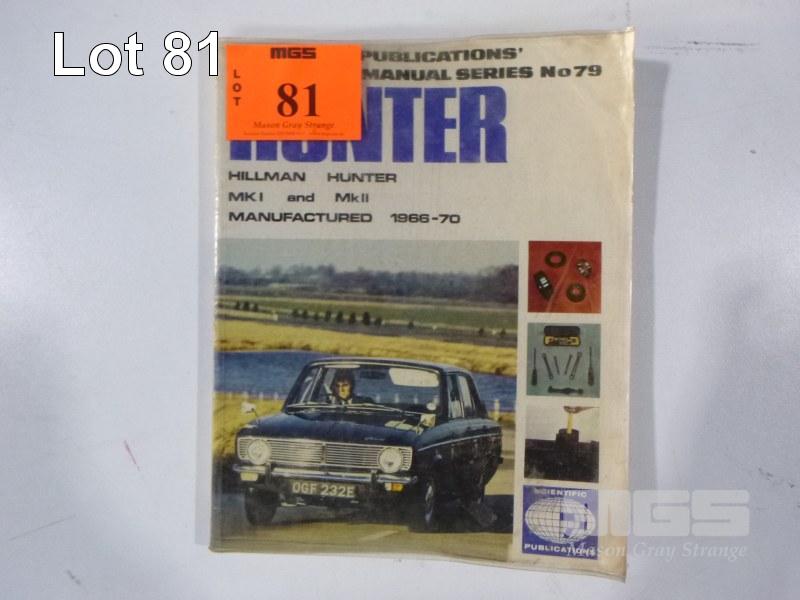 Lot 81
MGS
LOT
81
Mason Gray Strange
PUBLICATIONS'
MANUAL SERIES No79
HUNTER
HILLMAN HUNTER
MKI and MkII
MANUFACTURED 1966-70
OGF 232E
SCIENTIFIC
PUBLICATIONS
MGS
Mason Gray Strange